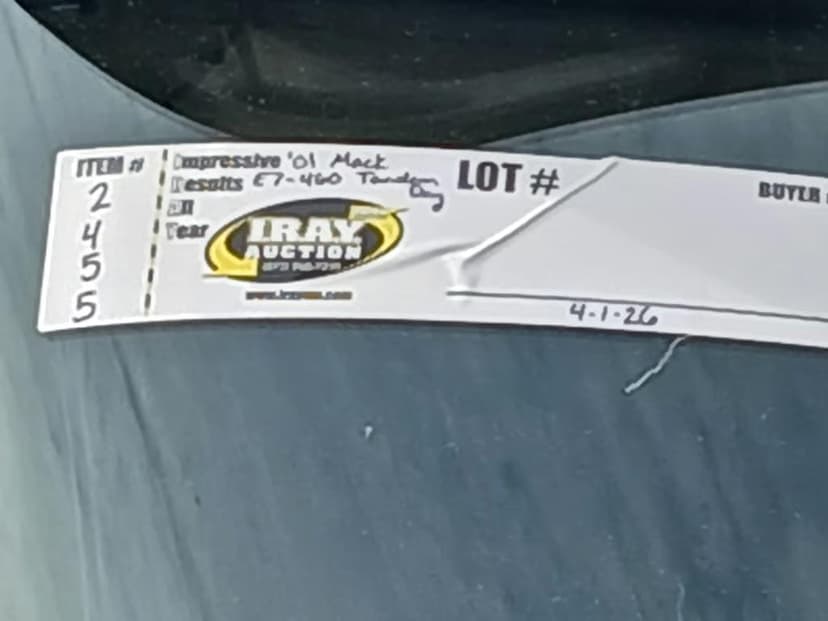 ITEM #
2
4
5
5
Impressive '01 Mack
Results E7-460 Tandem
Day
All
Year
IRAY
AUCTION
LOT #
BUYER
4-1-26